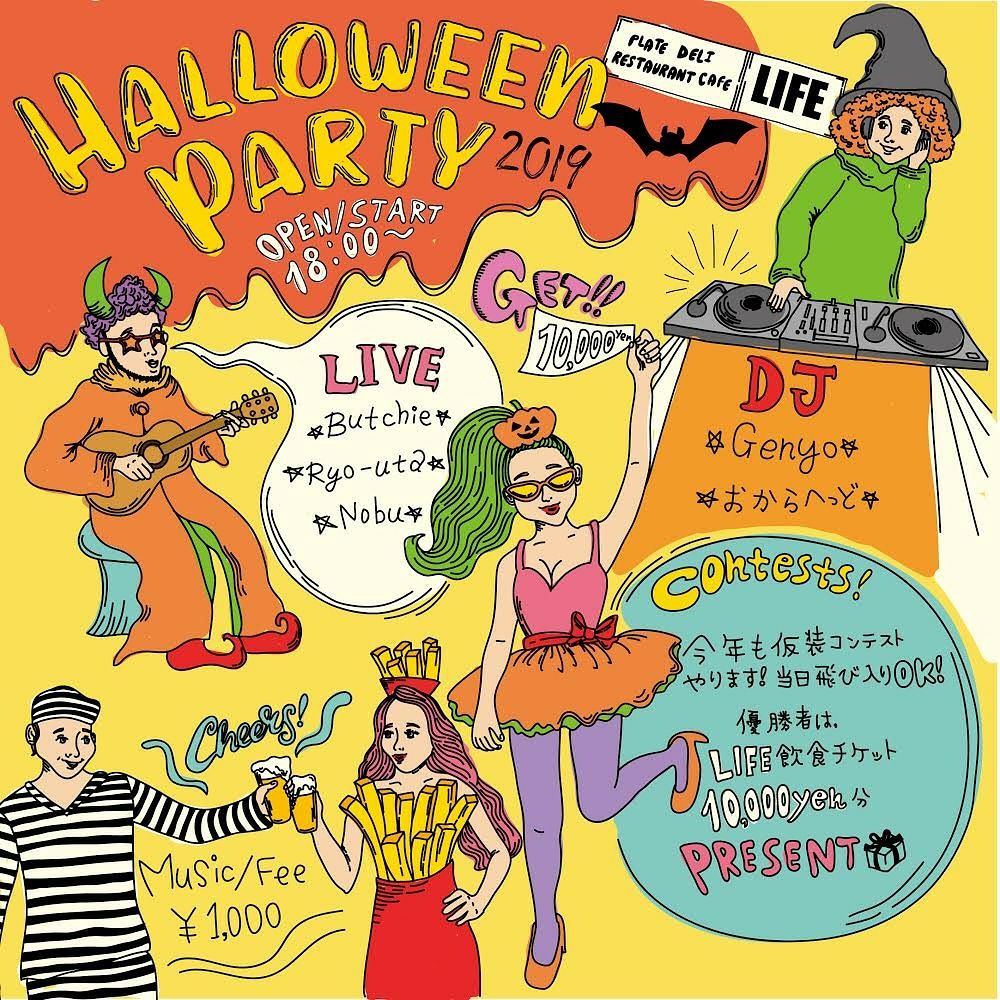 HALLOWEEN
PARTY 2019
OPEN/START
18:00~
PLATE DELI
RESTAURANT CAFE
LIFE
GET!!
10,000yen
LIVE
☆Butchie☆
☆Ryo-uta☆
☆Nobu☆
DJ
☆Genyo☆
☆おからへっど☆
Contests!
今年も仮装コンテスト
やります!当日飛び入りOK!
優勝者は、
LIFE飲食チケット
10,000yen分
PRESENT
Cheers!
Music/Fee
¥1,000